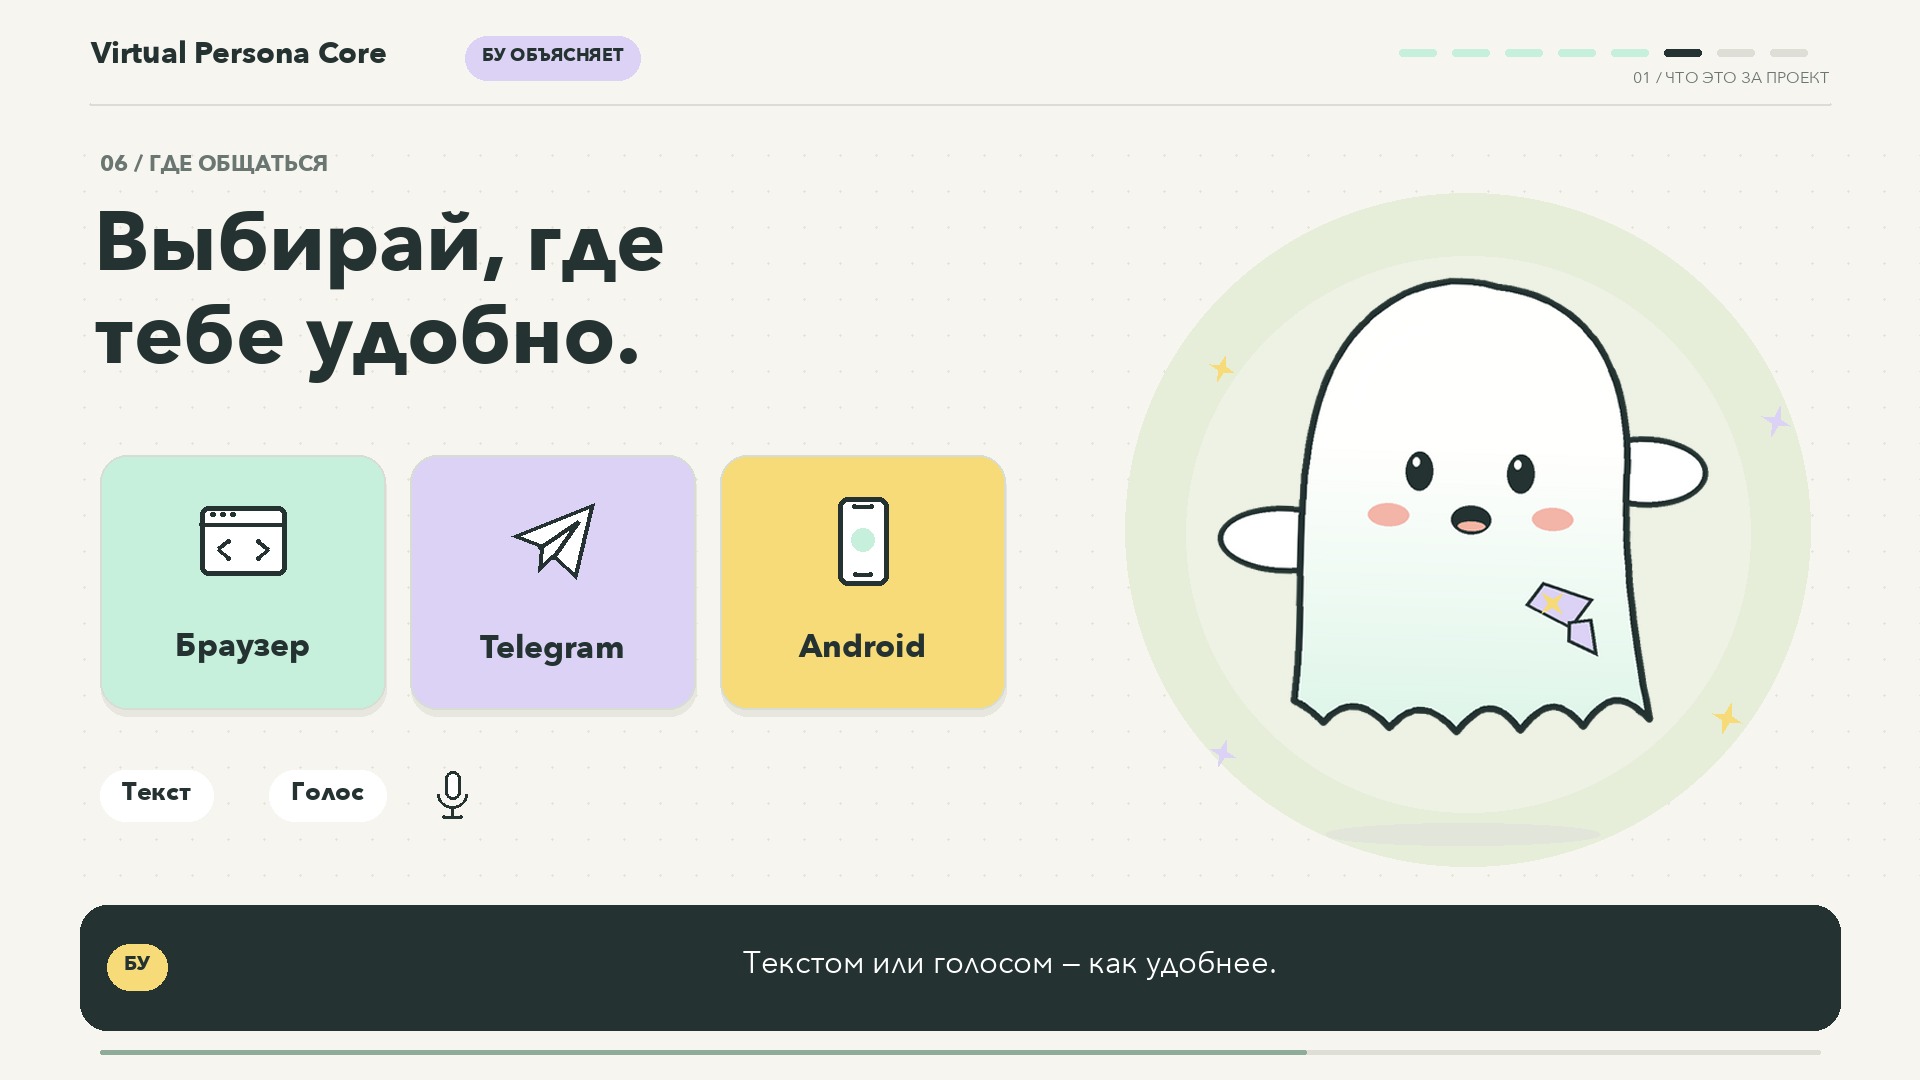 Virtual Persona Core
БУ ОБЪЯСНЯЕТ
01 / ЧТО ЭТО ЗА ПРОЕКТ
06 / ГДЕ ОБЩАТЬСЯ
Выбирай, где
тебе удобно.
Браузер
Telegram
Android
Текст
Голос
БУ
Текстом или голосом — как удобнее.